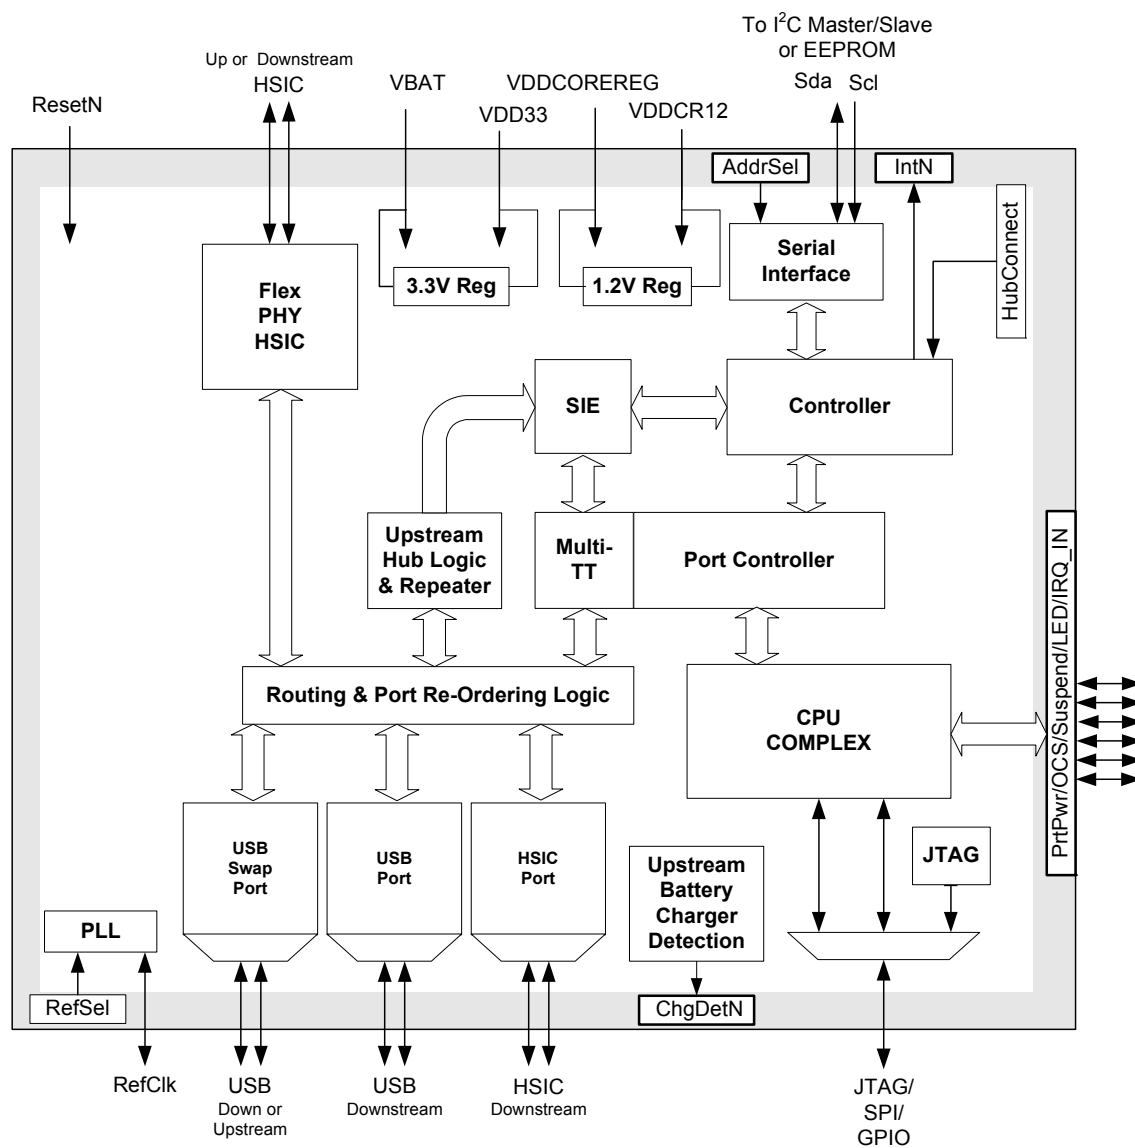 To I2C Master/Slave
or EEPROM
Up or Downstream
HSIC
VBAT
VDDCOREREG
Sda
Scl
ResetN
VDD33
VDDCR12
AddrSel
IntN
HubConnect
Serial
Interface
Flex
PHY
HSIC
3.3V Reg
1.2V Reg
SIE
Controller
Upstream
Hub Logic
& Repeater
Multi-
TT
Port Controller
PrtPwr/OCS/Suspend/LED/IRQ_IN
Routing & Port Re-Ordering Logic
CPU
COMPLEX
USB
Swap
Port
USB
Port
HSIC
Port
Upstream
Battery
Charger
Detection
JTAG
PLL
RefSel
ChgDetN
RefClk
USB
Down or
Upstream
USB
Downstream
HSIC
Downstream
JTAG/
SPI/
GPIO